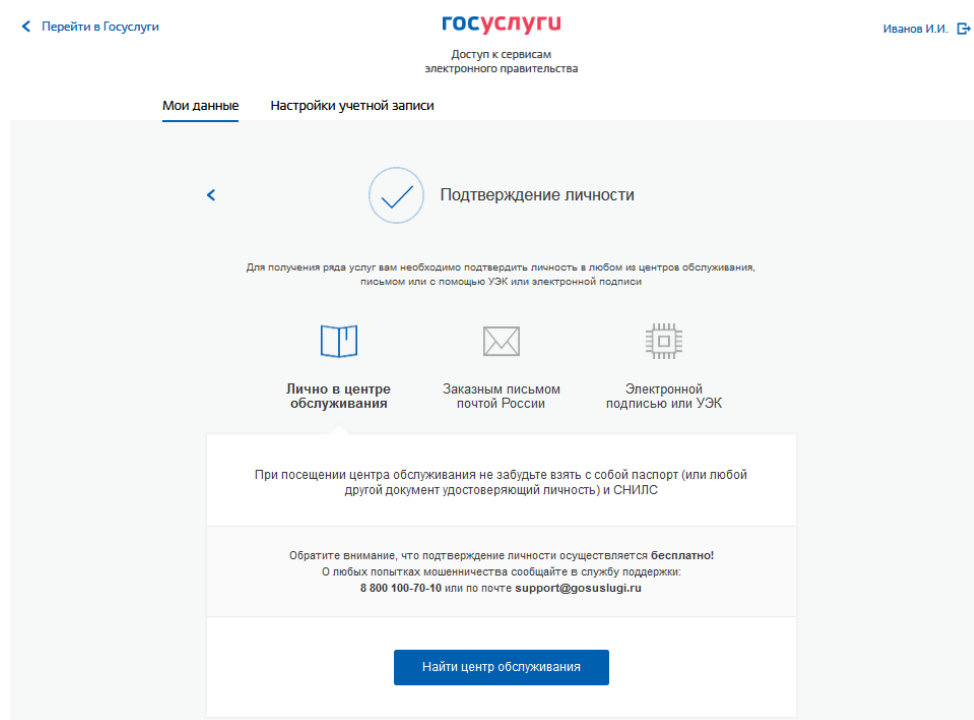 Перейти в Госуслуги
госуслуги
Иванов И.И.
Доступ к сервисам
электронного правительства
Мои данные
Настройки учетной записи
Подтверждение личности
Для получения ряда услуг вам необходимо подтвердить личность в любом из центров обслуживания,
письмом или с помощью УЭК или электронной подписи
Лично в центре
обслуживания
Заказным письмом
почтой России
Электронной
подписью или УЭК
При посещении центра обслуживания не забудьте взять с собой паспорт (или любой
другой документ удостоверяющий личность) и СНИЛС
Обратите внимание, что подтверждение личности осуществляется бесплатно!
О любых попытках мошенничества сообщайте в службу поддержки:
8 800 100-70-10 или по почте support@gosuslugi.ru
Найти центр обслуживания